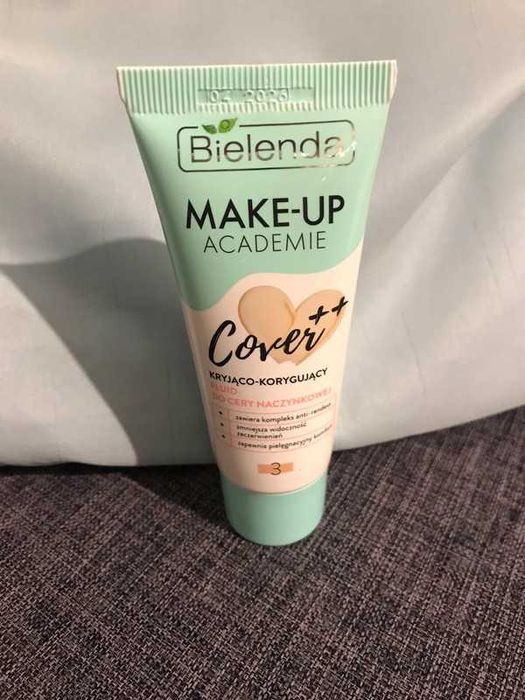 04 2026
Bielenda
MAKE-UP
ACADEMIE
Cover++
KRYJĄCO-KORYGUJĄCY
FLUID
DO CERY NACZYNKOWEJ
• zawiera kompleks anti-redness
• zmniejsza widoczność
zaczerwienień
• zapewnia pielęgnacyjny komfort
3